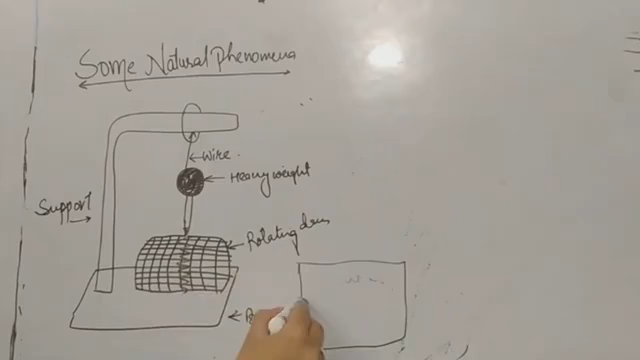 Some Natural Phenomena
Wire
Heavy weight
Support
Rotating drum